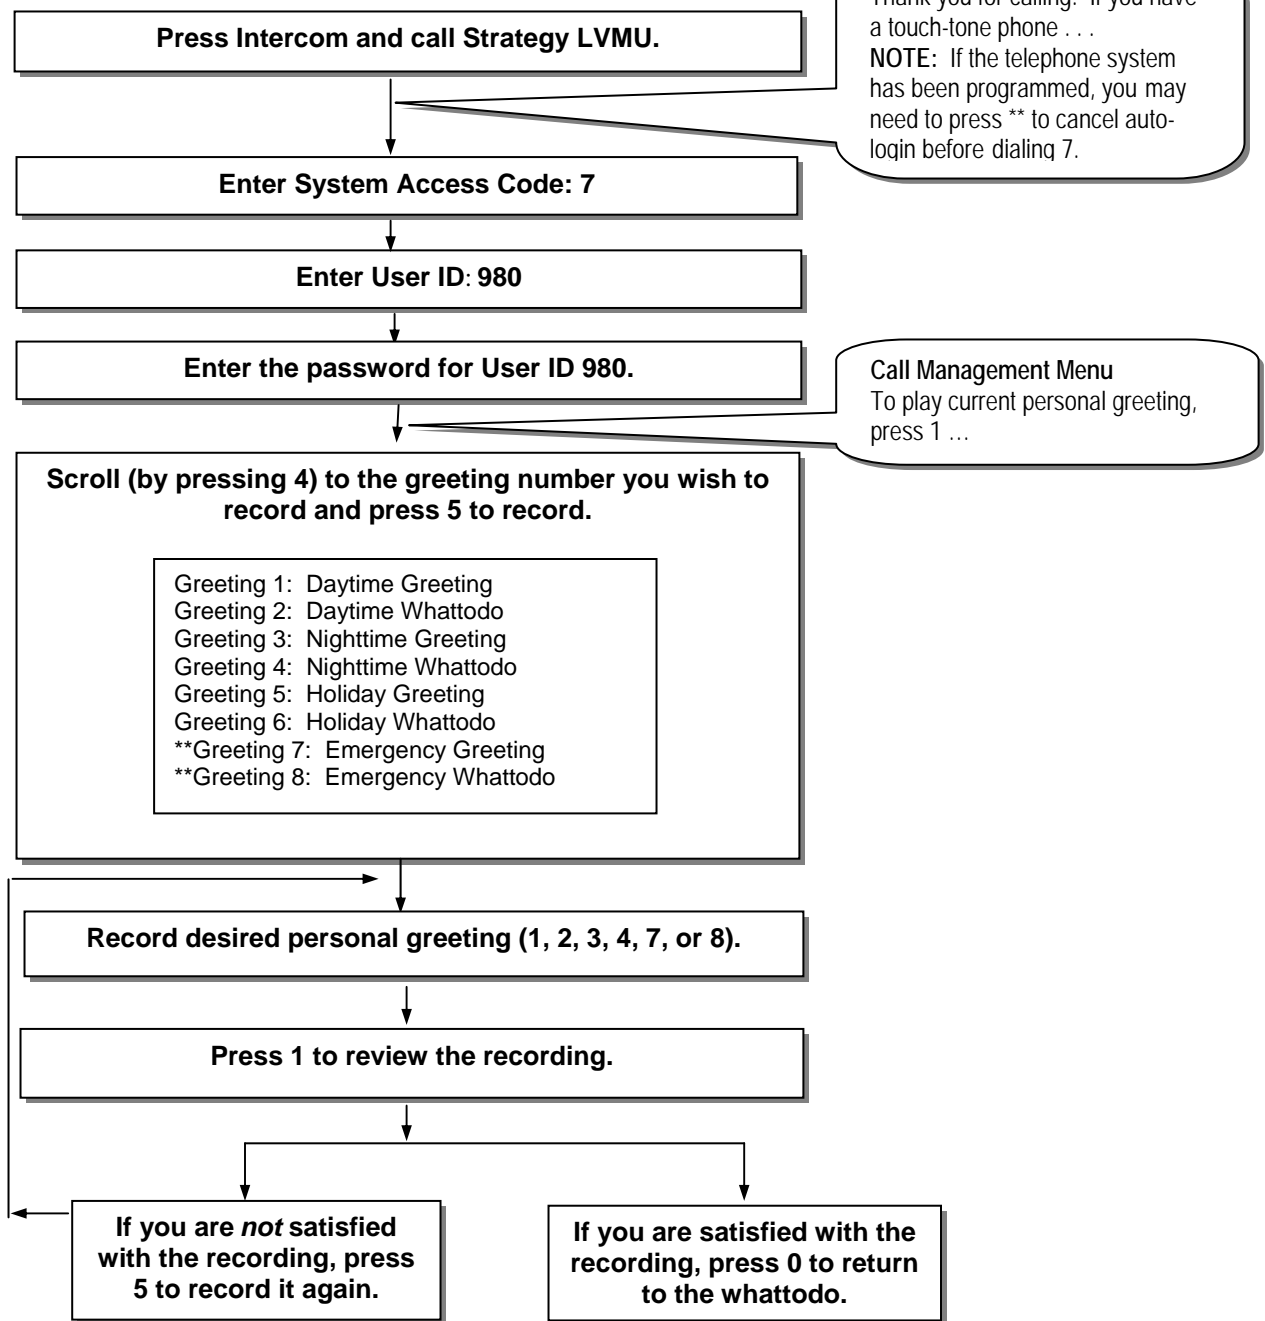 Thank you for calling. If you have
a touch-tone phone . . .
NOTE: If the telephone system
has been programmed, you may
need to press ** to cancel auto-
login before dialing 7.
Press Intercom and call Strategy LVMU.
Enter System Access Code: 7
Enter User ID: 980
Enter the password for User ID 980.
Call Management Menu
To play current personal greeting,
press 1 ...
Scroll (by pressing 4) to the greeting number you wish to
record and press 5 to record.
Greeting 1: Daytime Greeting
Greeting 2: Daytime Whattodo
Greeting 3: Nighttime Greeting
Greeting 4: Nighttime Whattodo
Greeting 5: Holiday Greeting
Greeting 6: Holiday Whattodo
**Greeting 7: Emergency Greeting
**Greeting 8: Emergency Whattodo
Record desired personal greeting (1, 2, 3, 4, 7, or 8).
Press 1 to review the recording.
If you are not satisfied
with the recording, press
5 to record it again.
If you are satisfied with the
recording, press 0 to return
to the whattodo.